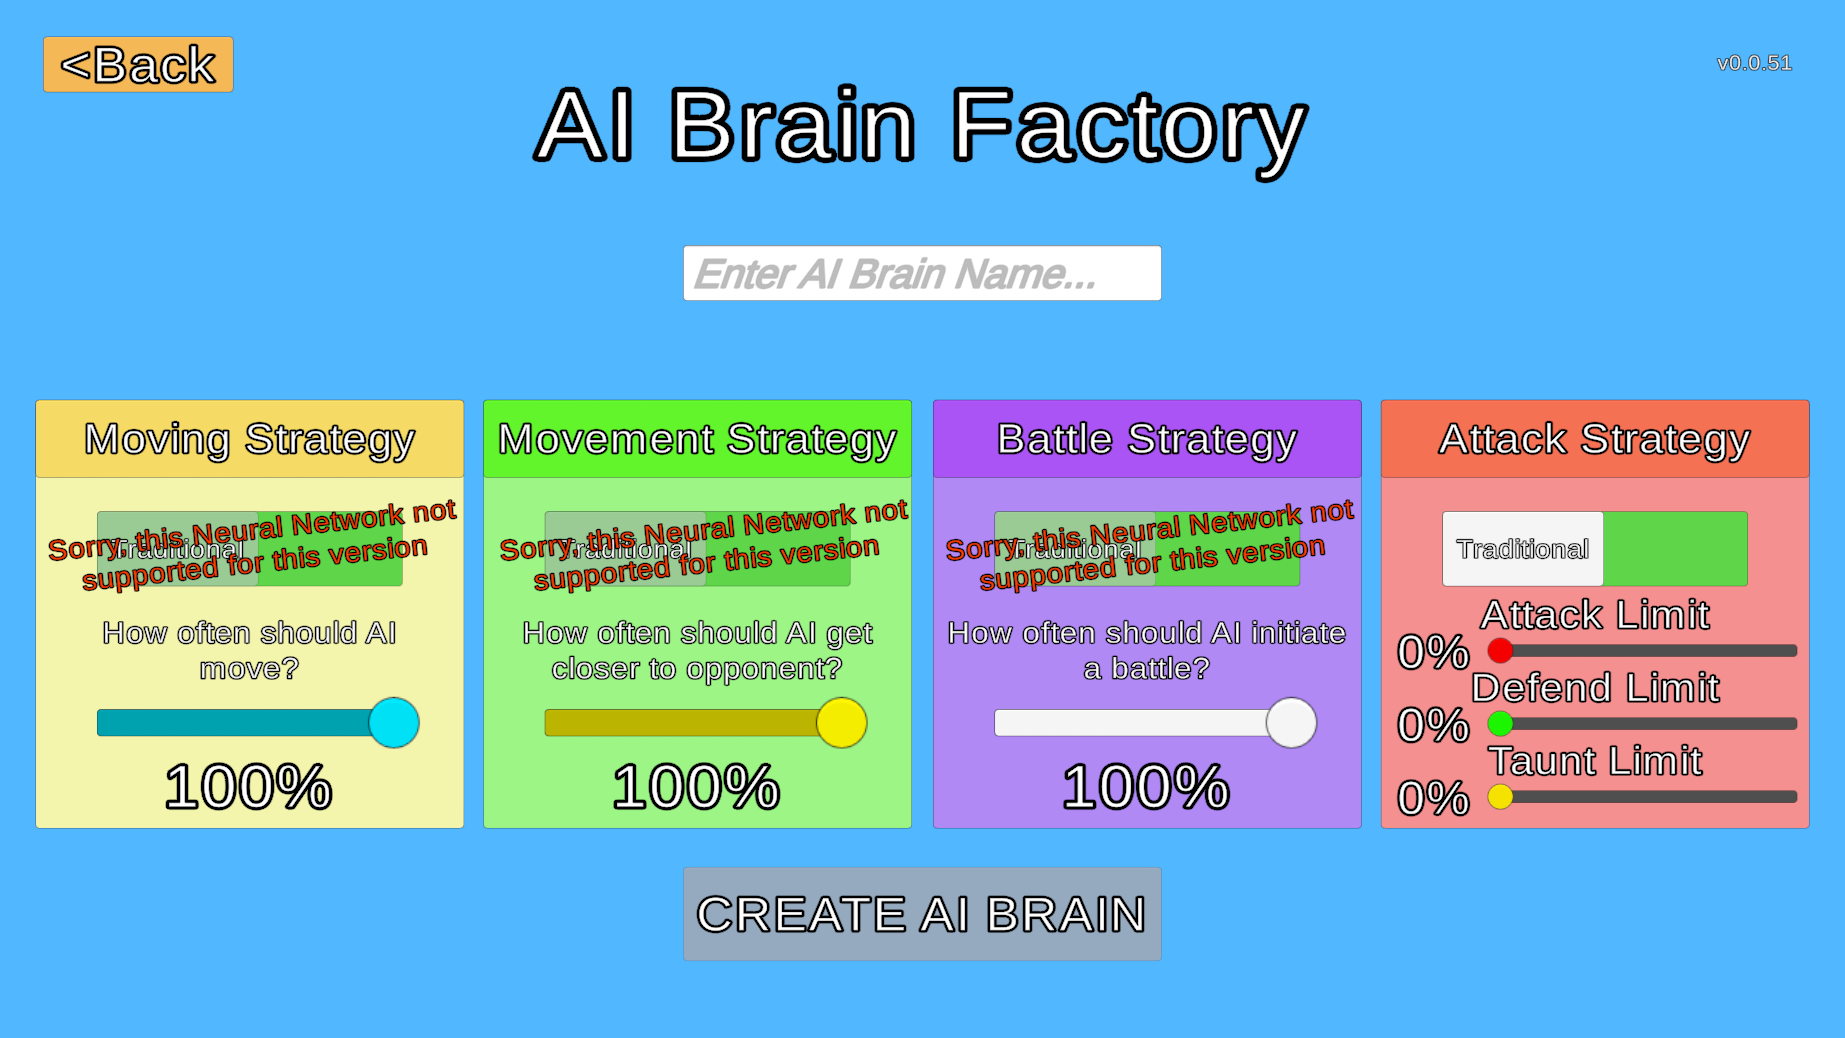 <Back
v0.0.51
AI Brain Factory
Enter AI Brain Name...
Moving Strategy
Sorry, this Neural Network not
supported for this version
Traditional
How often should AI
move?
100%
Movement Strategy
Sorry, this Neural Network not
supported for this version
Traditional
How often should AI get
closer to opponent?
100%
Battle Strategy
Sorry, this Neural Network not
supported for this version
Traditional
How often should AI initiate
a battle?
100%
Attack Strategy
Traditional
Attack Limit
0%
Defend Limit
0%
Taunt Limit
0%
CREATE AI BRAIN